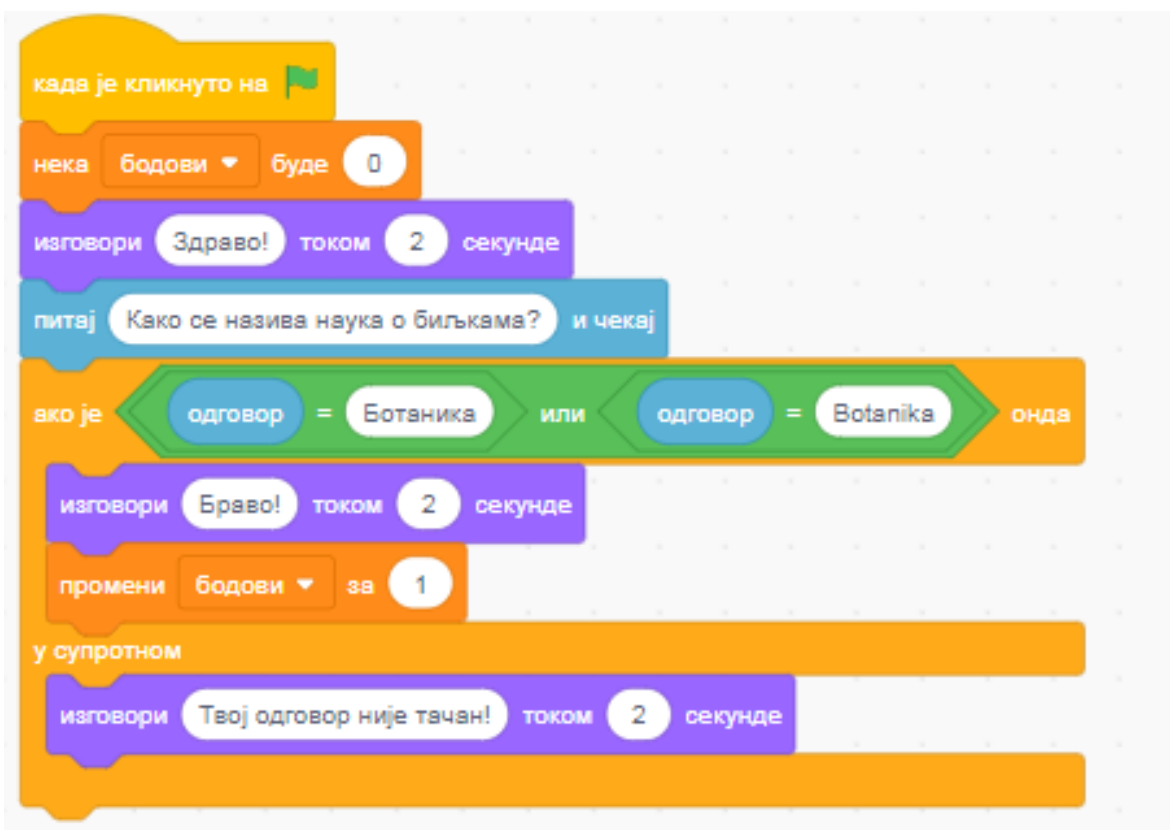 када је кликнуто на
нека бодови буде 0
изговори Здраво! током 2 секунде
питај Како се назива наука о биљкама? и чекај
ако је одговор = Ботаника или одговор = Botanika онда
изговори Браво! током 2 секунде
промени бодови за 1
у супротном
изговори Твој одговор није тачан! током 2 секунде